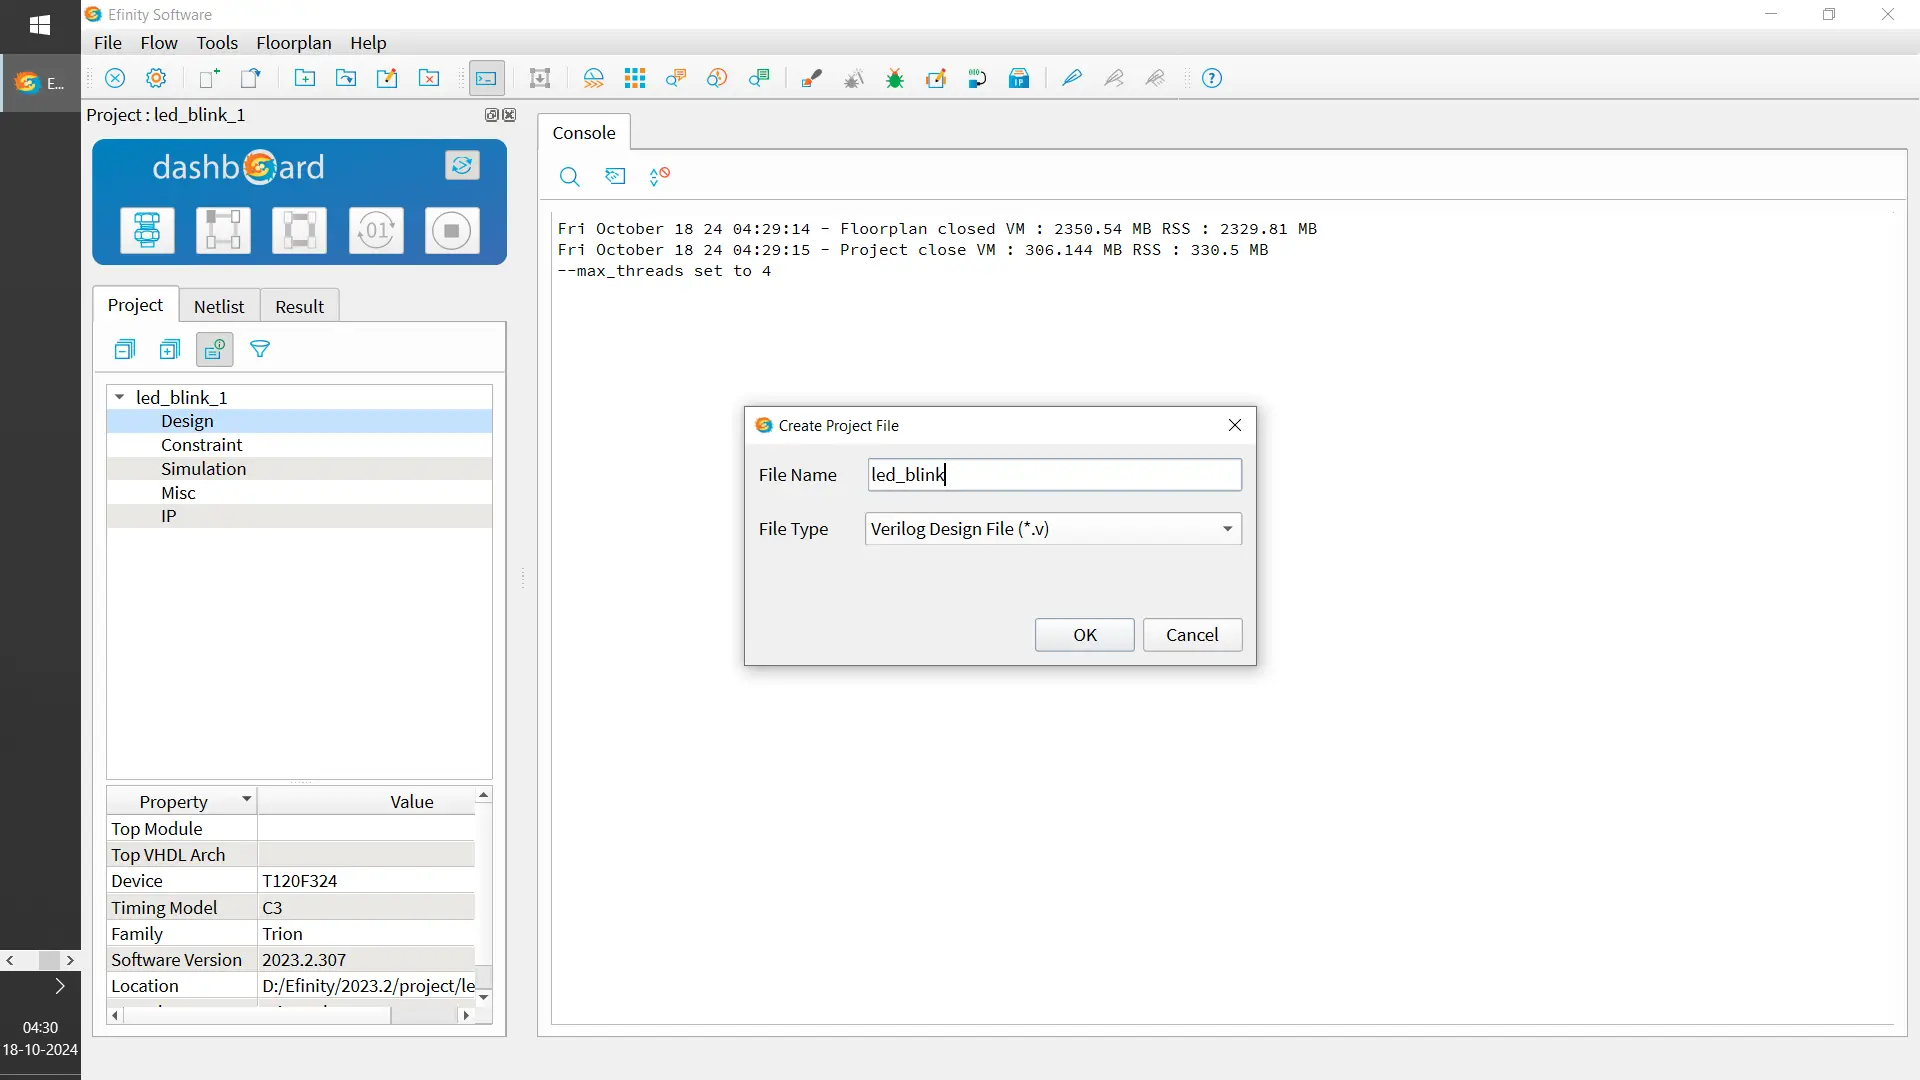 Efinity Software
File Flow Tools Floorplan Help
E...
Project : led_blink_1
dashboard
01
Project Netlist Result
led_blink_1
Design
Constraint
Simulation
Misc
IP
Property Value
Top Module
Top VHDL Arch
Device T120F324
Timing Model C3
Family Trion
Software Version 2023.2.307
Location D:/Efinity/2023.2/project/le
Console
Fri October 18 24 04:29:14 - Floorplan closed VM : 2350.54 MB RSS : 2329.81 MB
Fri October 18 24 04:29:15 - Project close VM : 306.144 MB RSS : 330.5 MB
--max_threads set to 4
Create Project File
File Name led_blink
File Type Verilog Design File (*.v)
OK Cancel
04:30
18-10-2024